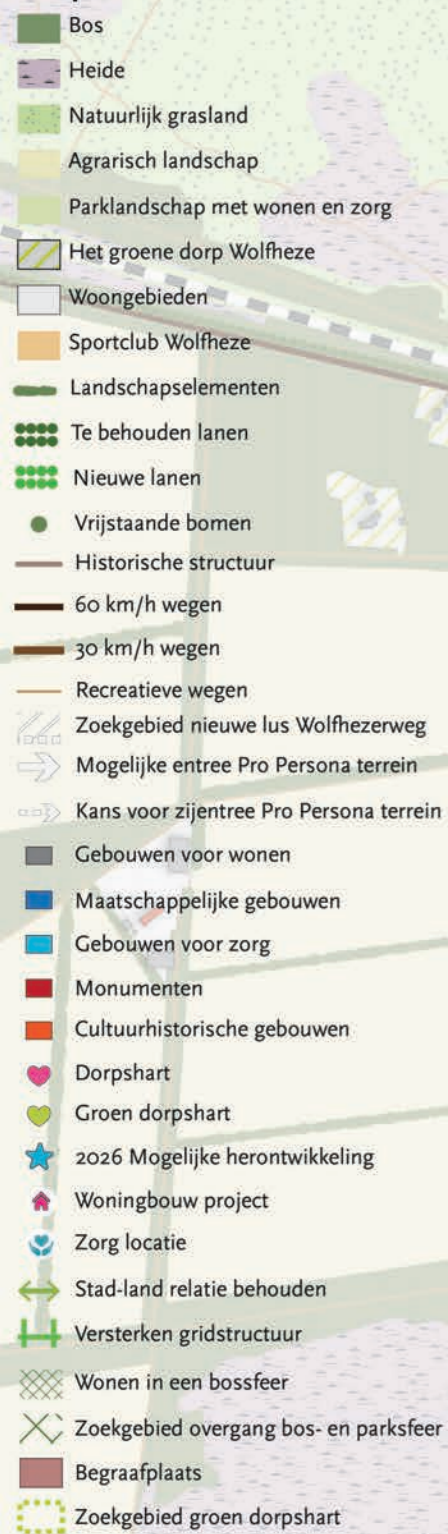 Bos
Heide
Natuurlijk grasland
Agrarisch landschap
Parklandschap met wonen en zorg
Het groene dorp Wolfheze
Woongebieden
Sportclub Wolfheze
Landschapselementen
Te behouden lanen
Nieuwe lanen
Vrijstaande bomen
Historische structuur
60 km/h wegen
30 km/h wegen
Recreatieve wegen
Zoekgebied nieuwe lus Wolfhezerweg
Mogelijke entree Pro Persona terrein
Kans voor zijentree Pro Persona terrein
Gebouwen voor wonen
Maatschappelijke gebouwen
Gebouwen voor zorg
Monumenten
Cultuurhistorische gebouwen
Dorpshart
Groen dorpshart
2026 Mogelijke herontwikkeling
Woningbouw project
Zorg locatie
Stad-land relatie behouden
Versterken gridstructuur
Wonen in een bossfeer
Zoekgebied overgang bos- en parksfeer
Begraafplaats
Zoekgebied groen dorpshart